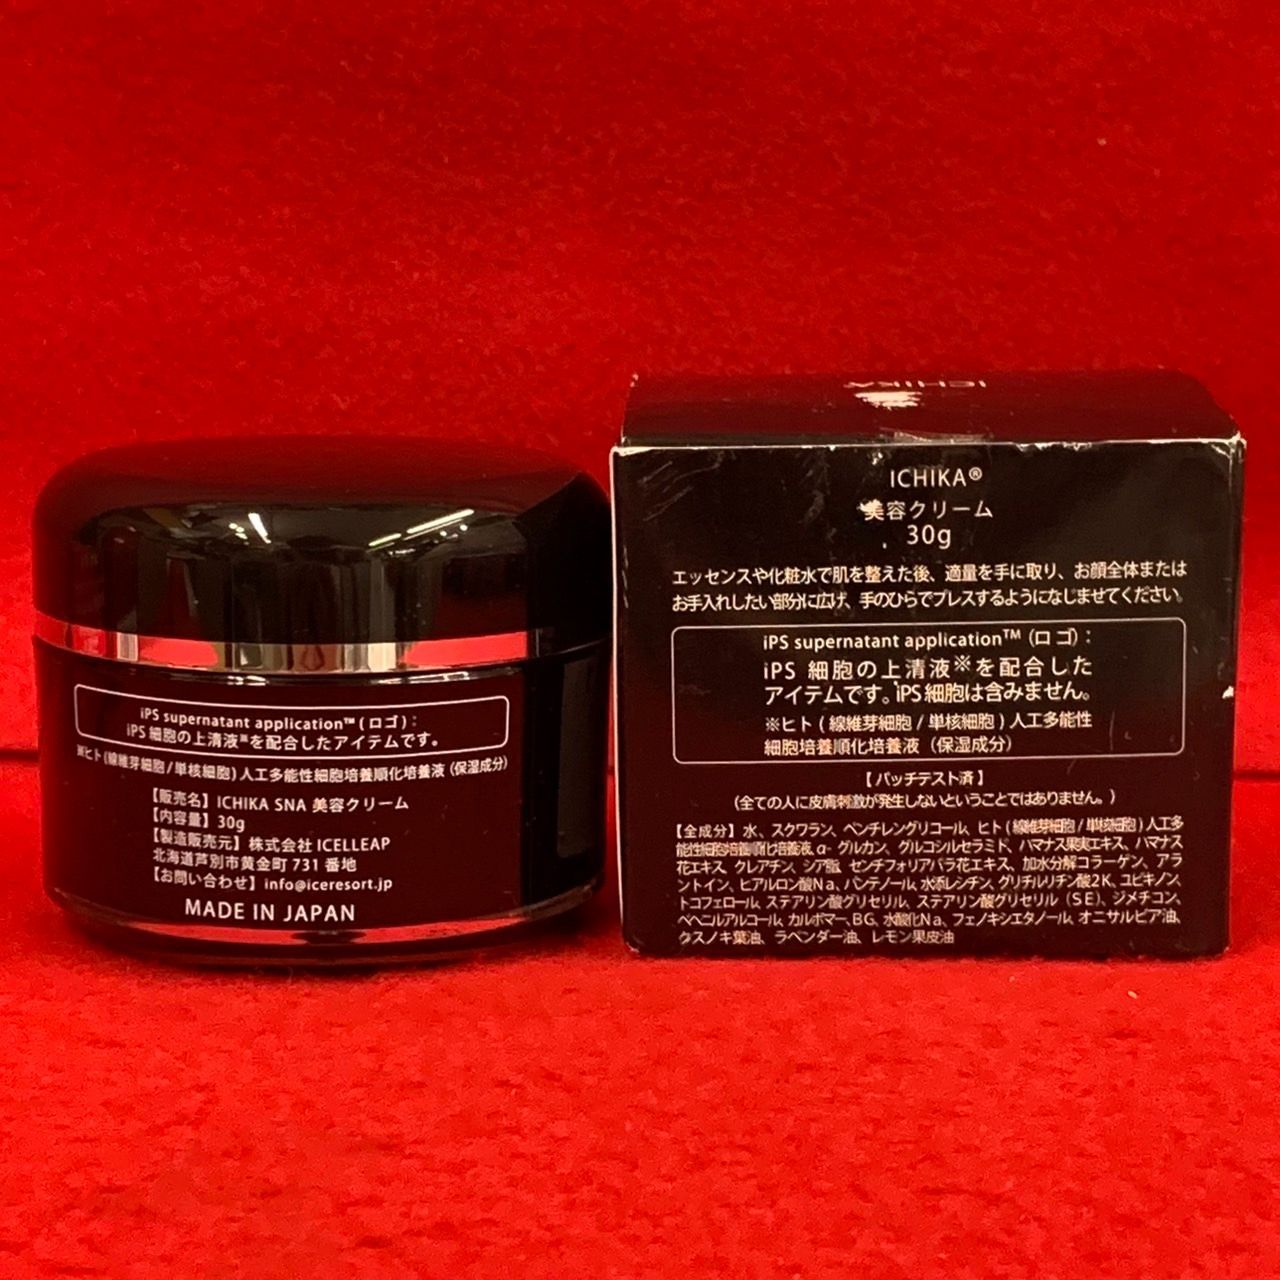 iPS supernatant application™(ロゴ):
iPS 細胞の上清液※を配合したアイテムです。
※ヒト(線維芽細胞/単核細胞)人工多能性細胞培養順化培養液(保湿成分)
【販売名】ICHIKA SNA 美容クリーム
【内容量】30g
【製造販売元】株式会社 ICELLEAP
北海道芦別市黄金町 731 番地
【お問い合わせ】info@iceresort.jp
MADE IN JAPAN
ICHIKA
ICHIKA®
美容クリーム
30g
エッセンスや化粧水で肌を整えた後、適量を手に取り、お顔全体または
お手入れしたい部分に広げ、手のひらでプレスするようになじませてください。
iPS supernatant application™(ロゴ):
iPS 細胞の上清液※を配合した
アイテムです。iPS細胞は含みません。
※ヒト(線維芽細胞/単核細胞)人工多能性
細胞培養順化培養液(保湿成分)
【パッチテスト済】
(全ての人に皮膚刺激が発生しないということではありません。)
【全成分】水、スクワラン、ペンチレングリコール、ヒト(線維芽細胞/単核細胞)人工多
能性細胞培養順化培養液、α-グルカン、グルコシルセラミド、ハマナス果実エキス、ハマナス
花エキス、クレアチン、シア脂、センチフォリアバラ花エキス、加水分解コラーゲン、アラ
ントイン、ヒアルロン酸Na、パンテノール、水添レシチン、グリチルリチン酸2K、ユビキノン、
トコフェロール、ステアリン酸グリセリル、ステアリン酸グリセリル(SE)、ジメチコン、
ベヘニルアルコール、カルボマー、BG、水酸化Na、フェノキシエタノール、オニサルビア油、
クスノキ葉油、ラベンダー油、レモン果皮油